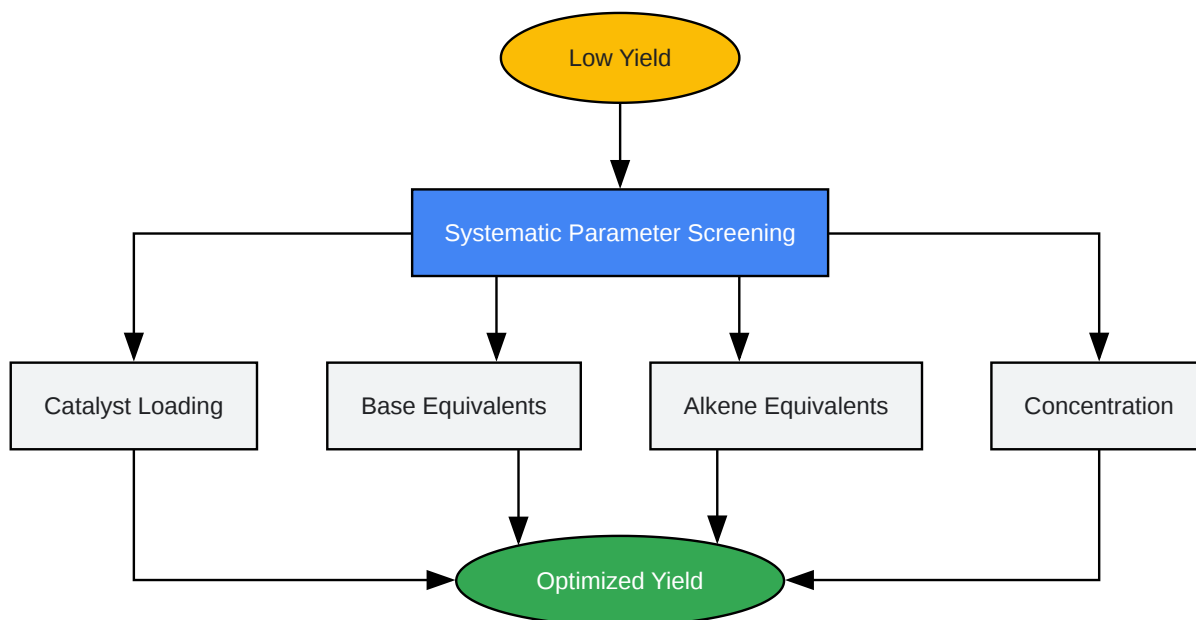 Low Yield
Systematic Parameter Screening
Catalyst Loading
Base Equivalents
Alkene Equivalents
Concentration
Optimized Yield